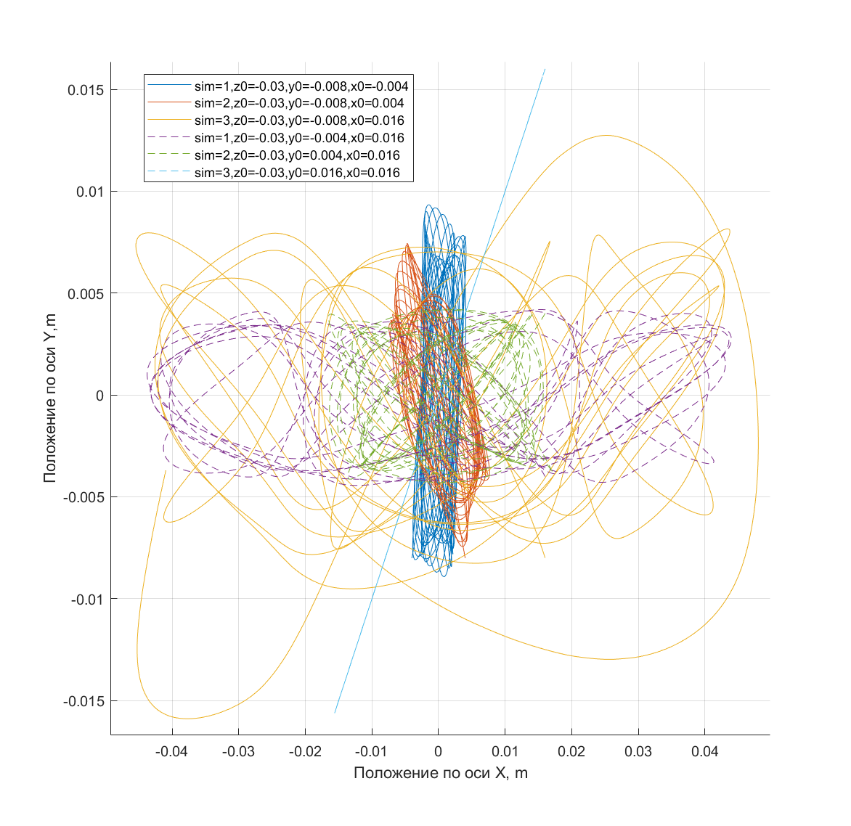 sim=1,z0=-0.03,y0=-0.008,x0=-0.004
sim=2,z0=-0.03,y0=-0.008,x0=0.004
sim=3,z0=-0.03,y0=-0.008,x0=0.016
sim=1,z0=-0.03,y0=-0.004,x0=0.016
sim=2,z0=-0.03,y0=0.004,x0=0.016
sim=3,z0=-0.03,y0=0.016,x0=0.016
0.015
0.01
0.005
0
-0.005
-0.01
-0.015
Положение по оси Y,m
-0.04 -0.03 -0.02 -0.01 0 0.01 0.02 0.03 0.04
Положение по оси X, m